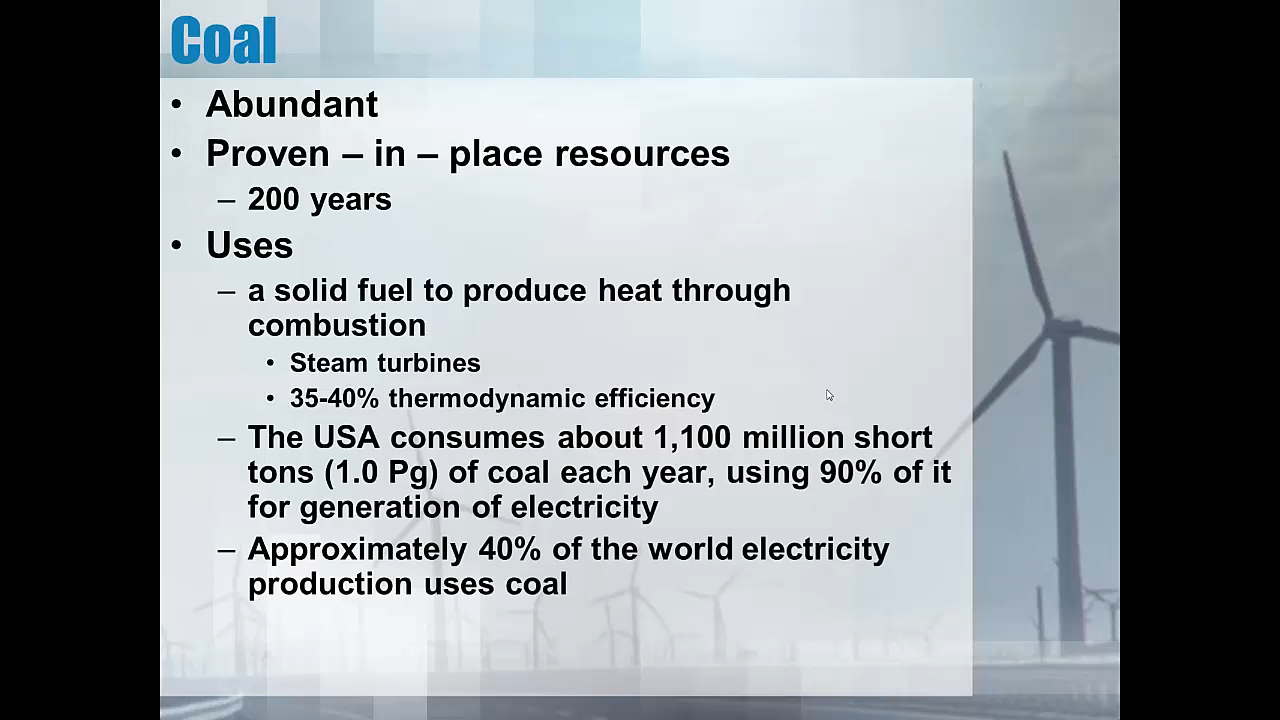 Coal
• Abundant
• Proven – in – place resources
– 200 years
• Uses
– a solid fuel to produce heat through
combustion
• Steam turbines
• 35-40% thermodynamic efficiency
– The USA consumes about 1,100 million short
tons (1.0 Pg) of coal each year, using 90% of it
for generation of electricity
– Approximately 40% of the world electricity
production uses coal